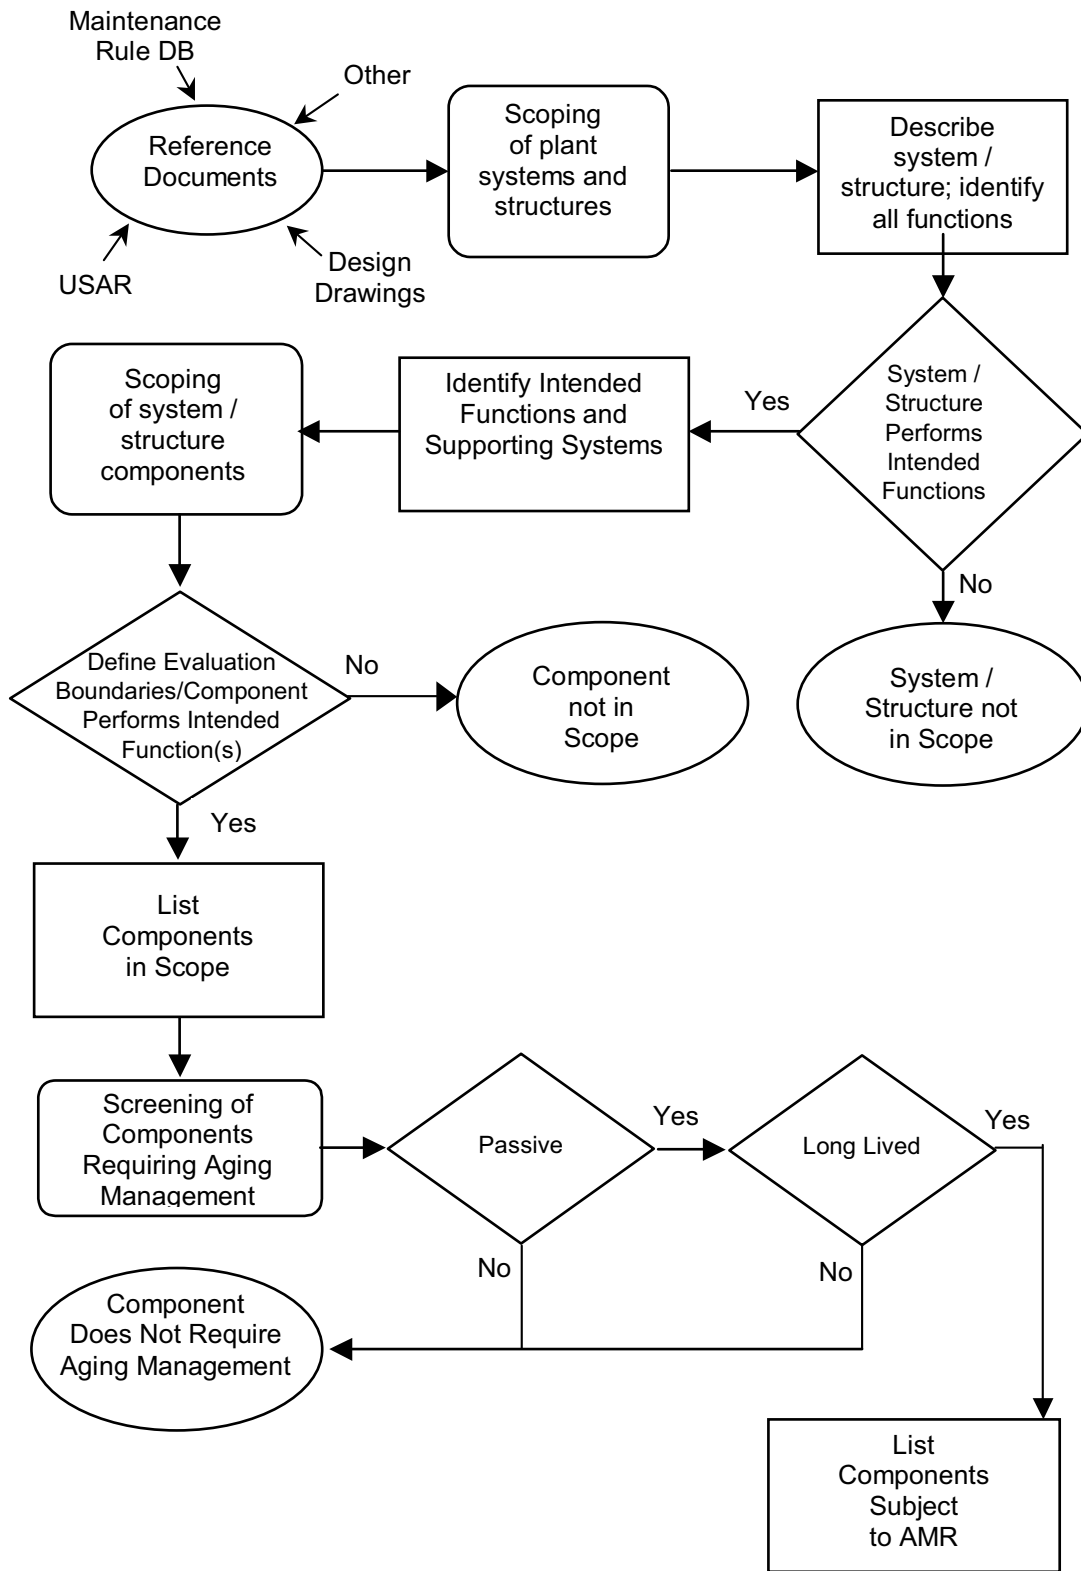 Maintenance
Rule DB
Other
Reference
Documents
USAR
Design
Drawings
Scoping
of plant
systems and
structures
Describe
system /
structure; identify
all functions
System /
Structure
Performs
Intended
Functions
Yes
No
Identify Intended
Functions and
Supporting Systems
Scoping
of system /
structure
components
System /
Structure not
in Scope
Define Evaluation
Boundaries/Component
Performs Intended
Function(s)
No
Component
not in
Scope
Yes
List
Components
in Scope
Screening of
Components
Requiring Aging
Management
Passive
Yes
Long Lived
Yes
No
No
Component
Does Not Require
Aging Management
List
Components
Subject
to AMR